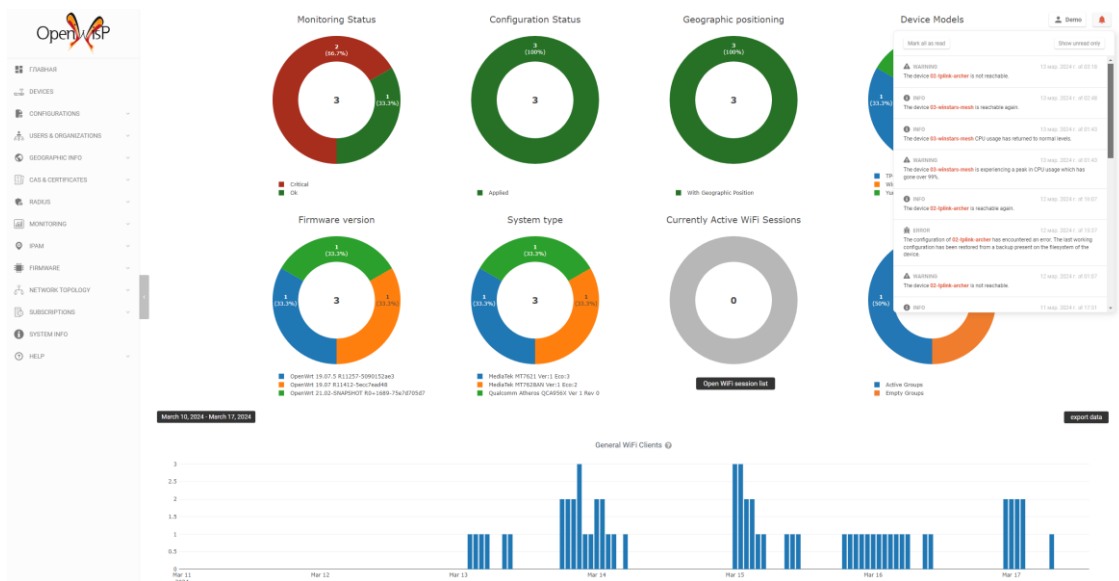 OpenWISP
ГЛАВНАЯ
DEVICES
CONFIGURATIONS
USERS & ORGANIZATIONS
GEOGRAPHIC INFO
CAS & CERTIFICATES
RADIUS
MONITORING
IPAM
FIRMWARE
NETWORK TOPOLOGY
SUBSCRIPTIONS
SYSTEM INFO
HELP
Monitoring Status
2
(66.7%)
1
(33.3%)
3
Critical
Ok
Configuration Status
3
(100%)
3
Applied
Geographic positioning
3
(100%)
3
With Geographic Position
Device Models
1
(33.3%)
Demo
Mark all as read
Show unread only
WARNING
The device 02-tplink-archer is not reachable.
INFO
The device 03-winstars-mesh is reachable again.
INFO
The device 03-winstars-mesh CPU usage has returned to normal levels.
WARNING
The device 03-winstars-mesh is experiencing a peak in CPU usage which has
gone over 99%.
INFO
The device 02-tplink-archer is reachable again.
ERROR
The configuration of 02-tplink-archer has encountered an error. The last working
configuration has been restored from a backup present on the filesystem of the
device.
WARNING
The device 02-tplink-archer is not reachable.
INFO
Firmware version
1
(33.3%)
1
(33.3%)
1
(33.3%)
3
OpenWrt 19.07.5 R11257-5090152ae3
OpenWrt 19.07 R11412-5ecc7ead48
OpenWrt 21.02-SNAPSHOT R0+1689-75e7d705d7
System type
1
(33.3%)
1
(33.3%)
1
(33.3%)
3
MediaTek MT7621 Ver:1 Eco:3
MediaTek MT7628AN Ver:1 Eco:2
Qualcomm Atheros QCA956X Ver 1 Rev 0
Currently Active WiFi Sessions
0
Open WiFi session list
1
(50%)
Active Groups
Empty Groups
March 10, 2024 - March 17, 2024
export data
General WiFi Clients
3
2.5
2
1.5
1
0.5
0
Mar 11
2024
Mar 12
Mar 13
Mar 14
Mar 15
Mar 16
Mar 17